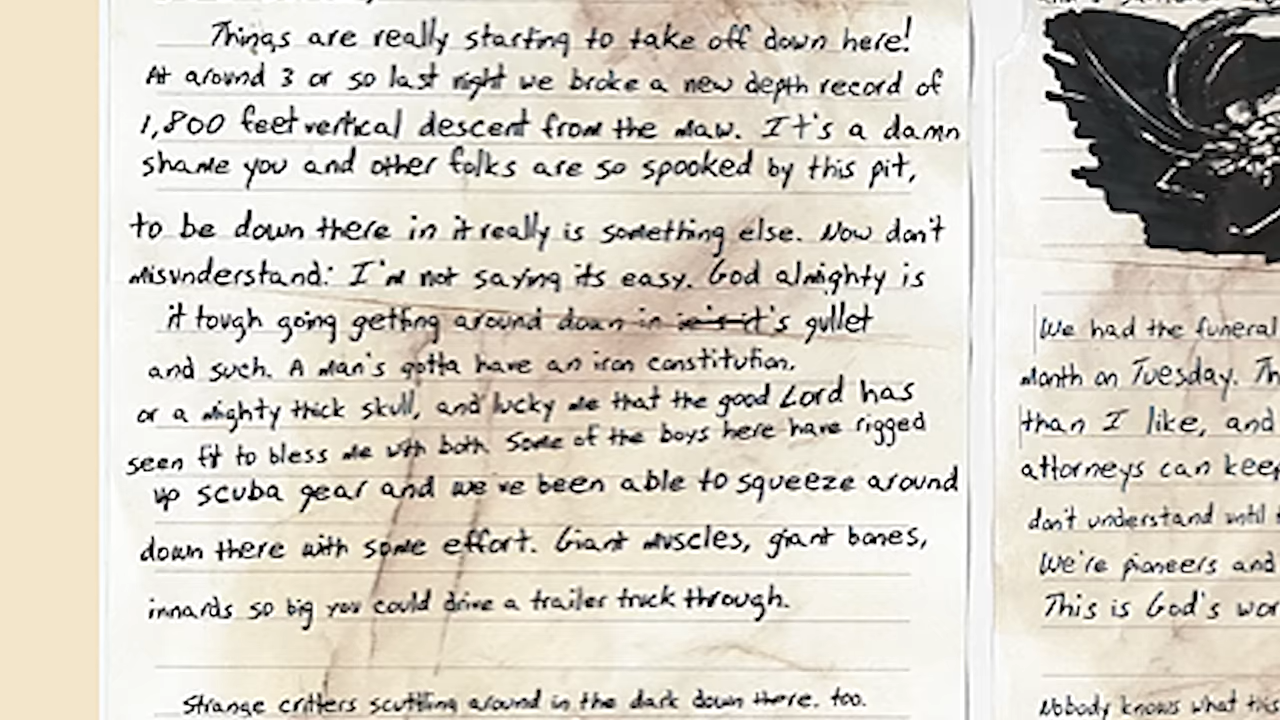 Things are really starting to take off down here!
At around 3 or so last night we broke a new depth record of
1,800 feet vertical descent from the maw. It's a damn
shame you and other folks are so spooked by this pit,
to be down there in it really is something else. Now don't
misunderstand: I'm not saying its easy. God almighty is
it tough going getting around down in it's gullet
and such. A man's gotta have an iron constitution,
or a mighty thick skull, and lucky me that the good Lord has
seen fit to bless me with both. Some of the boys here have rigged
up scuba gear and we've been able to squeeze around
down there with some effort. Giant muscles, giant bones,
innards so big you could drive a trailer truck through.
Strange critters scuttling around in the dark down there, too.
We had the funeral
month on Tuesday.
than I like, and
attorneys can keep
don't understand until
We're pioneers and
This is God's
Nobody knows what this